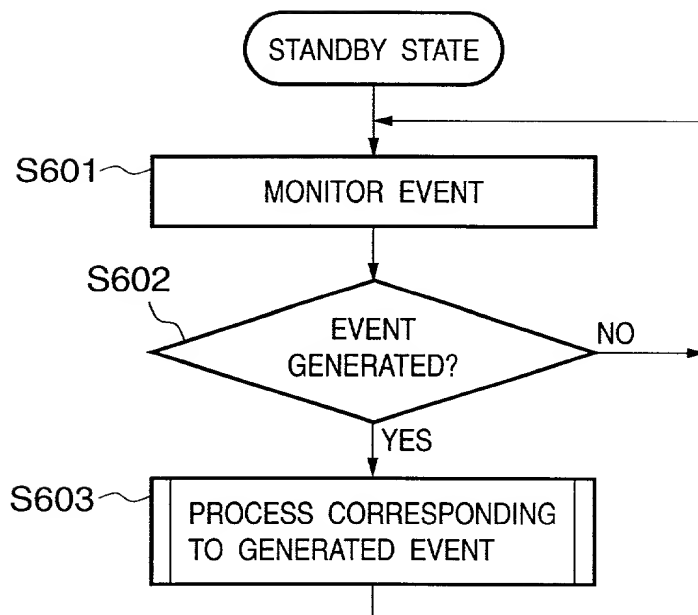 STANDBY STATE
S601
MONITOR EVENT
S602
EVENT
GENERATED?
NO
YES
S603
PROCESS CORRESPONDING
TO GENERATED EVENT